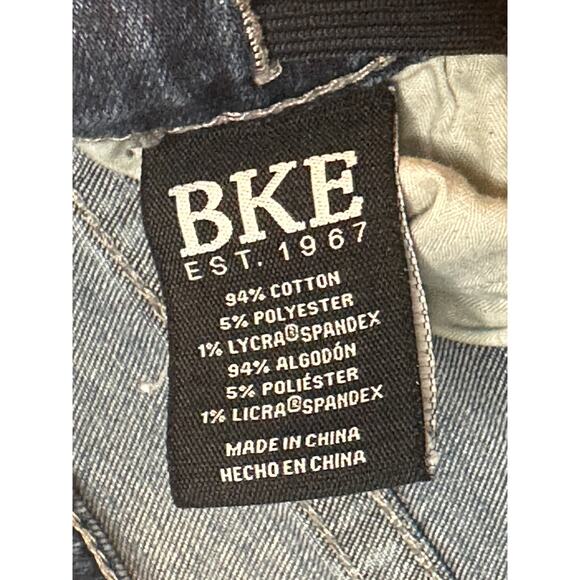 BKE
EST. 1967
94% COTTON
5% POLYESTER
1% LYCRA®SPANDEX
94% ALGODÓN
5% POLIÉSTER
1% LICRA®SPANDEX
MADE IN CHINA
HECHO EN CHINA